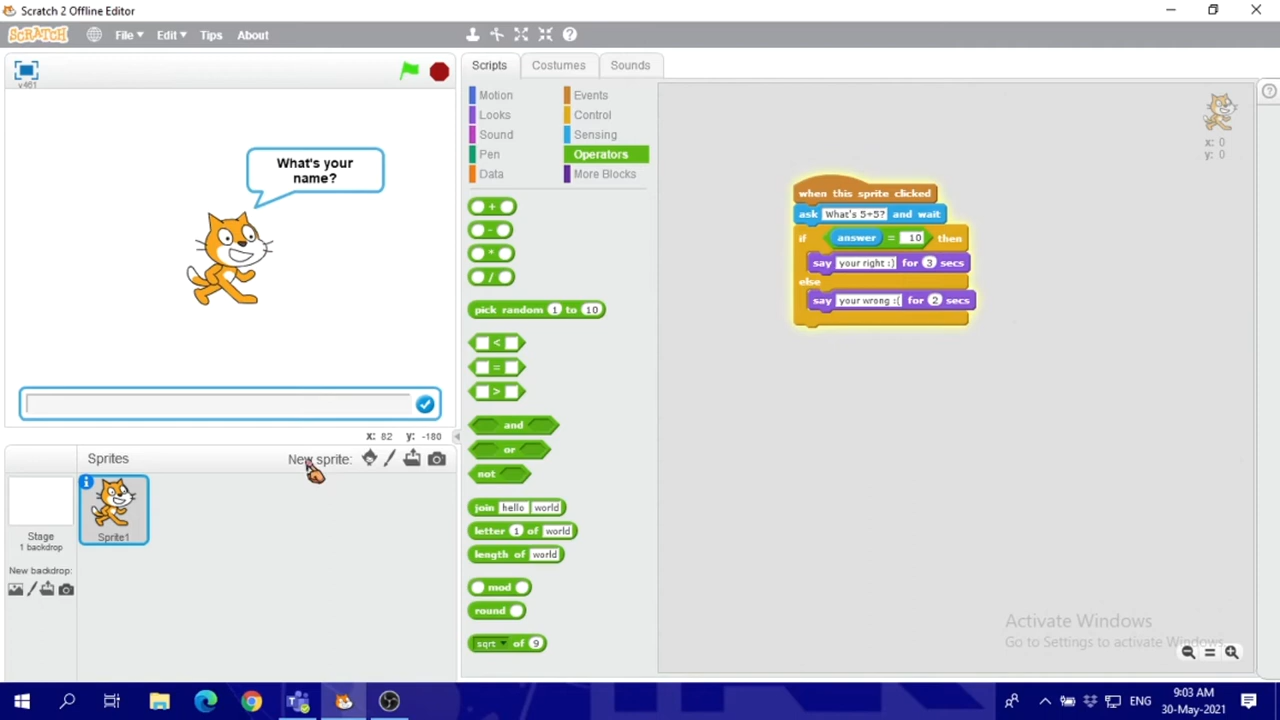 Scratch 2 Offline Editor
SCRATCH File Edit Tips About
v461
What's your
name?
x: 82 y: -180
Sprites New sprite:
Sprite1
Stage
1 backdrop
New backdrop:
Scripts Costumes Sounds
Motion Events
Looks Control
Sound Sensing
Pen Operators
Data More Blocks
+
-
*
/
pick random 1 to 10
<
=
>
and
or
not
join hello world
letter 1 of world
length of world
mod
round
sqrt of 9
when this sprite clicked
ask What's 5+5? and wait
if answer = 10 then
say your right :) for 3 secs
else
say your wrong :( for 2 secs
x: 0
y: 0
Activate Windows
Go to Settings to activate Windows.
ENG
9:03 AM
30-May-2021